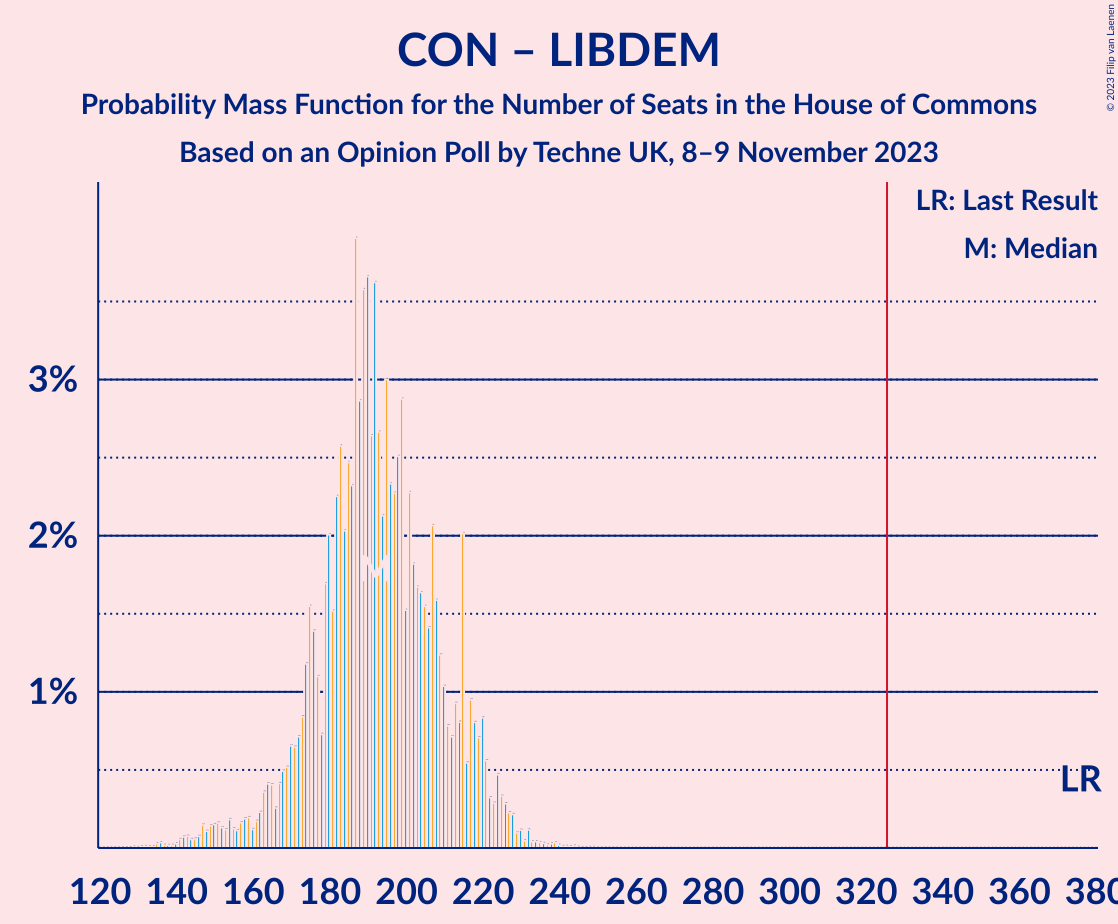 CON – LIBDEM
Probability Mass Function for the Number of Seats in the House of Commons
Based on an Opinion Poll by Techne UK, 8–9 November 2023
© 2023 Filip van Laenen
LR: Last Result
M: Median
3%
2%
1%
LR
120 140 160 180 200 220 240 260 280 300 320 340 360 380